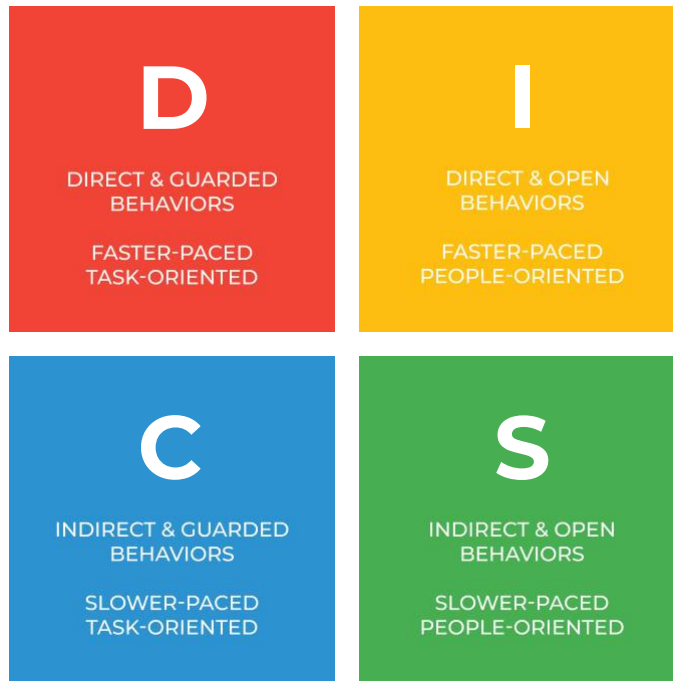 D
DIRECT & GUARDED
BEHAVIORS
FASTER-PACED
TASK-ORIENTED
I
DIRECT & OPEN
BEHAVIORS
FASTER-PACED
PEOPLE-ORIENTED
C
INDIRECT & GUARDED
BEHAVIORS
SLOWER-PACED
TASK-ORIENTED
S
INDIRECT & OPEN
BEHAVIORS
SLOWER-PACED
PEOPLE-ORIENTED